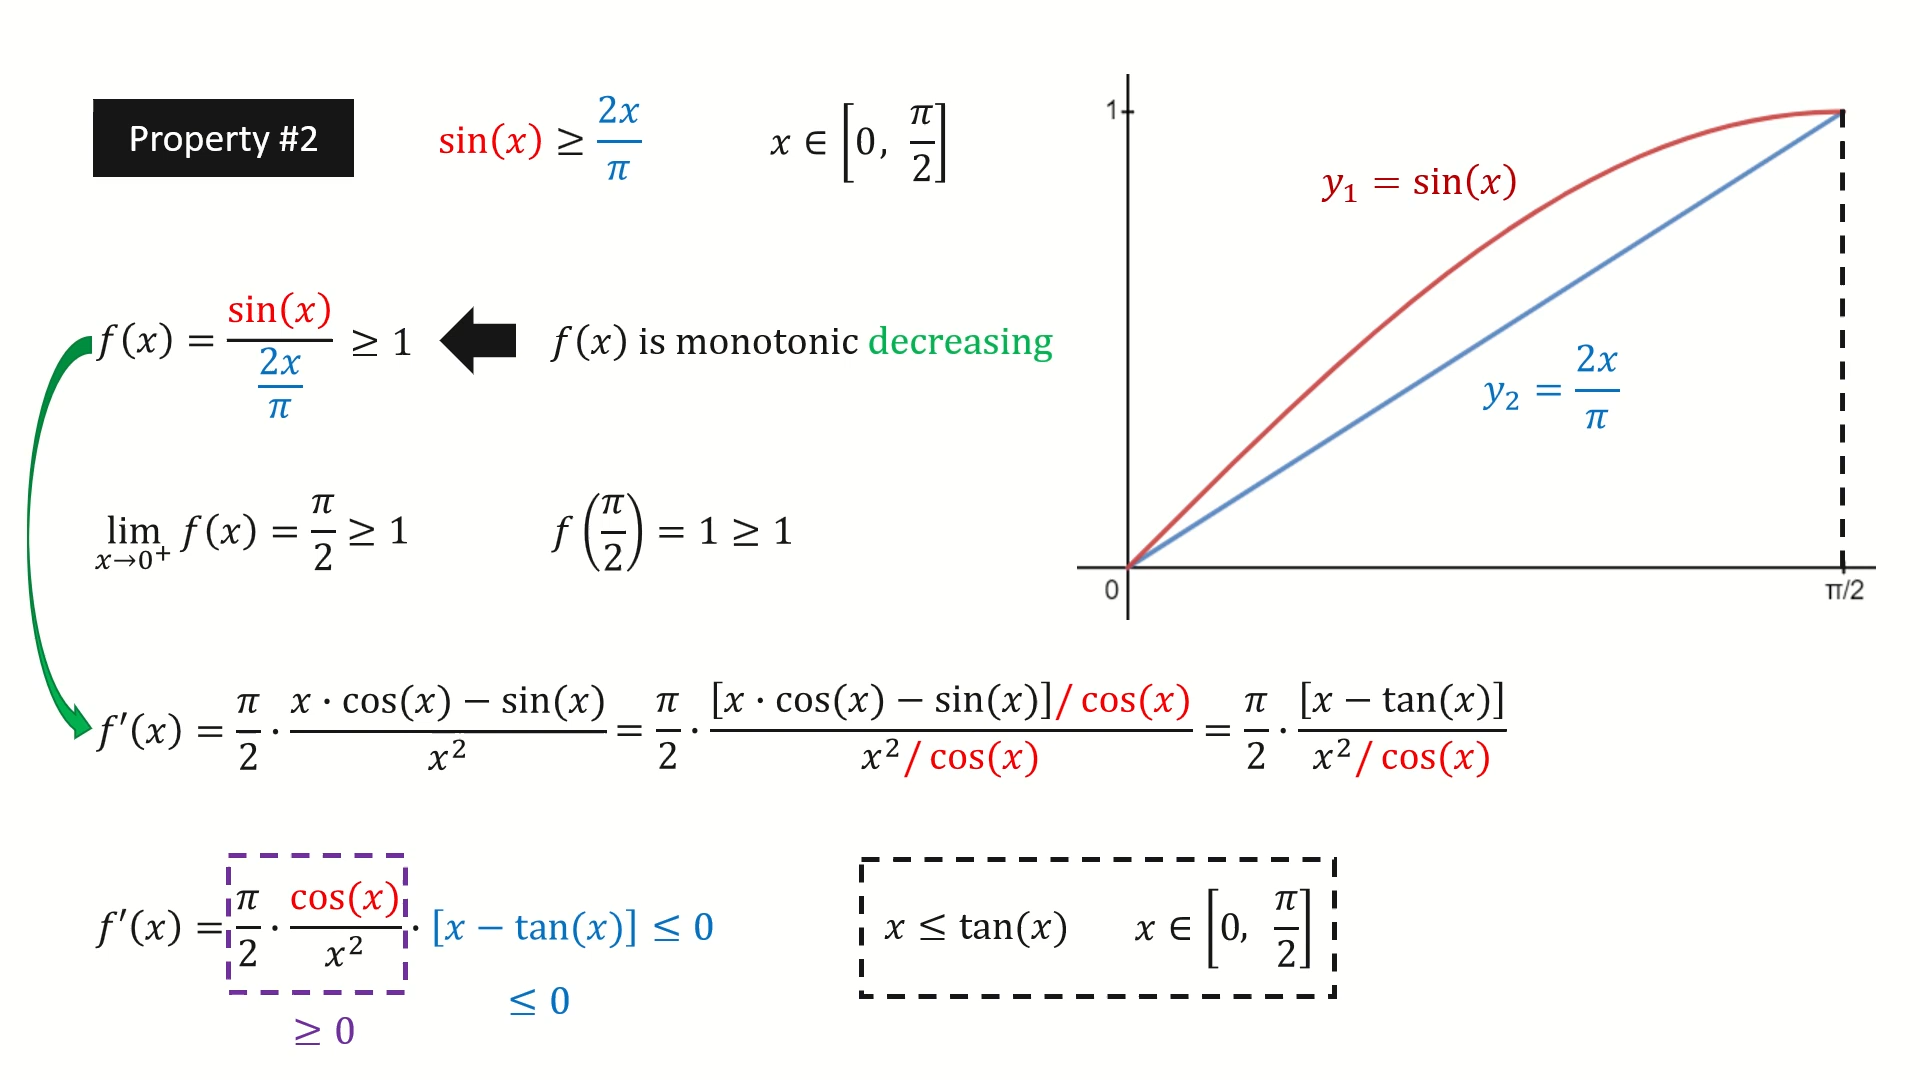 Property #2 sin(x) ≥ 2x/π x ∈ [0, π/2]
1
y₁ = sin(x)
f(x) = sin(x) / (2x/π) ≥ 1 f(x) is monotonic decreasing
y₂ = 2x/π
lim x→0⁺ f(x) = π/2 ≥ 1 f(π/2) = 1 ≥ 1
0 π/2
f′(x) = π/2 · (x · cos(x) − sin(x)) / x² = π/2 · [x · cos(x) − sin(x)]/ cos(x) / x²/ cos(x) = π/2 · [x − tan(x)] / x²/ cos(x)
f′(x) = π/2 · cos(x)/x² · [x − tan(x)] ≤ 0 x ≤ tan(x) x ∈ [0, π/2]
≤ 0
≥ 0